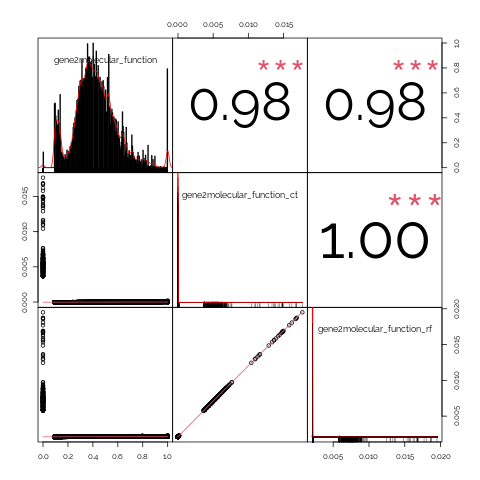 0.000 0.005 0.010 0.015
gene2molecular_function
***
0.98
***
0.98
0.0 0.2 0.4 0.6 0.8 1.0
0.000 0.005 0.010 0.015
gene2molecular_function_ct
***
1.00
gene2molecular_function_rf
0.005 0.010 0.015 0.020
0.0 0.2 0.4 0.6 0.8 1.0
0.005 0.010 0.015 0.020